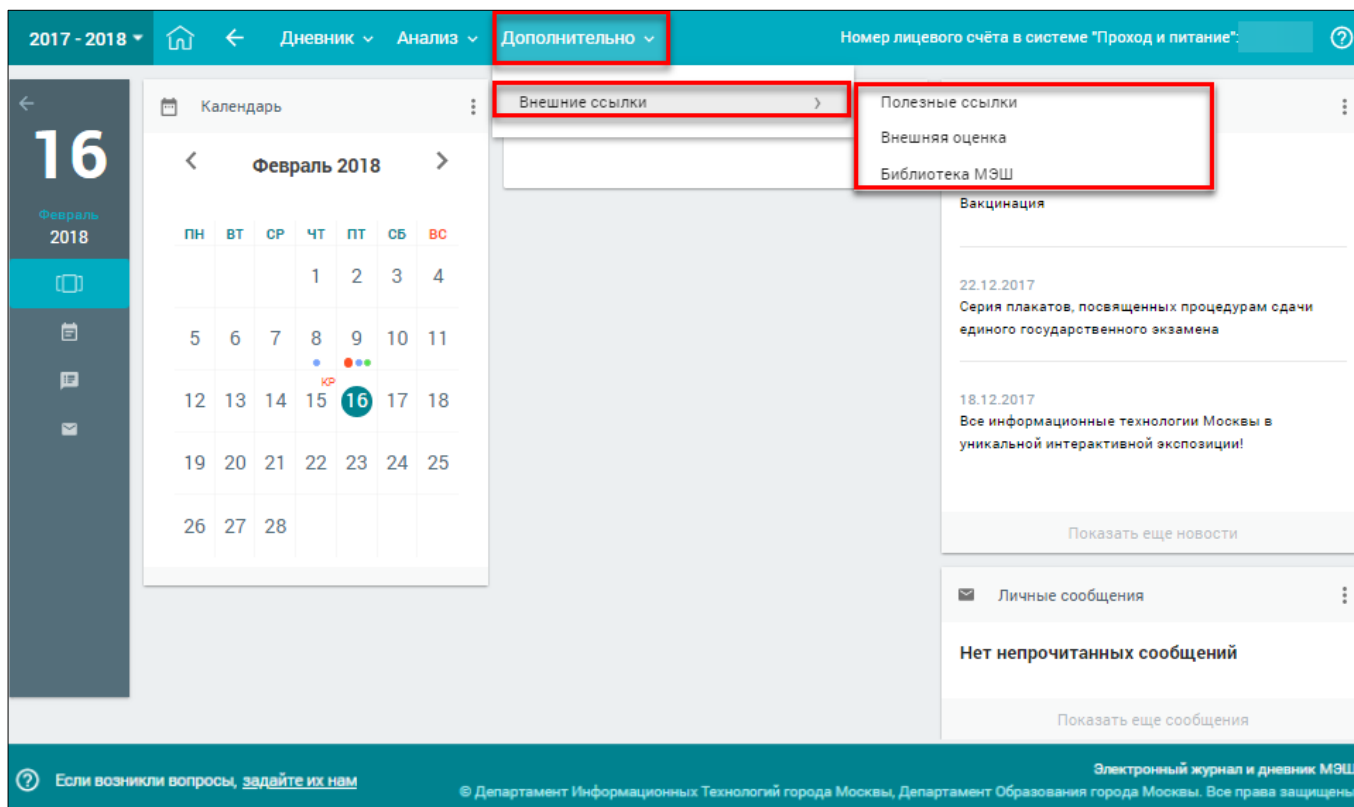 2017 - 2018 Дневник Анализ Дополнительно Номер лицевого счёта в системе "Проход и питание":
Внешние ссылки
Полезные ссылки
Внешняя оценка
Библиотека МЭШ
16
Февраль
2018
Календарь
Февраль 2018
ПН ВТ СР ЧТ ПТ СБ ВС
1 2 3 4
5 6 7 8 9 10 11
КР
12 13 14 15 16 17 18
19 20 21 22 23 24 25
26 27 28
Вакцинация
22.12.2017
Серия плакатов, посвященных процедурам сдачи
единого государственного экзамена
18.12.2017
Все информационные технологии Москвы в
уникальной интерактивной экспозиции!
Показать еще новости
Личные сообщения
Нет непрочитанных сообщений
Показать еще сообщения
Если возникли вопросы, задайте их нам
Электронный журнал и дневник МЭШ
© Департамент Информационных Технологий города Москвы, Департамент Образования города Москвы. Все права защищены